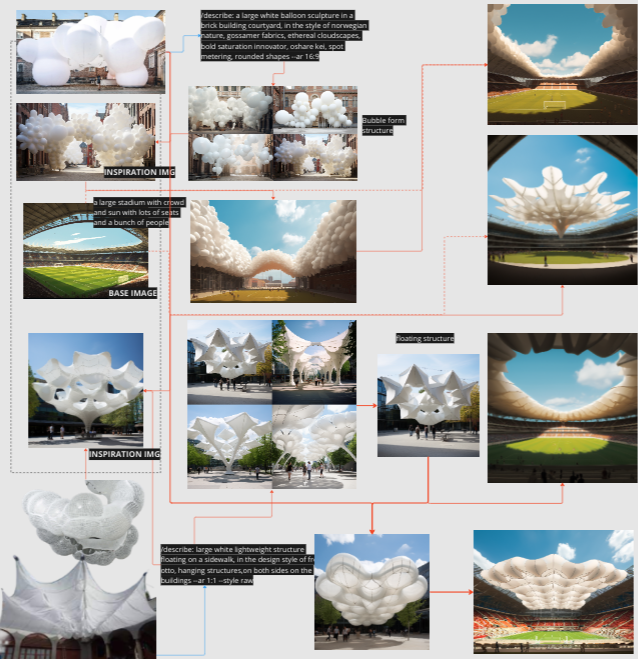 /describe: a large white balloon sculpture in a
brick building courtyard, in the style of norwegian
nature, gossamer fabrics, ethereal cloudscapes,
bold saturation innovator, oshare kei, spot
metering, rounded shapes --ar 16:9
Bubble form
structure
INSPIRATION IMG
a large stadium with crowd
and sun with lots of seats
and a bunch of people
BASE IMAGE
floating structure
INSPIRATION IMG
/describe: large white lightweight structure
floating on a sidewalk, in the design style of fr
otto, hanging structures,on both sides on the
buildings --ar 1:1 --style raw